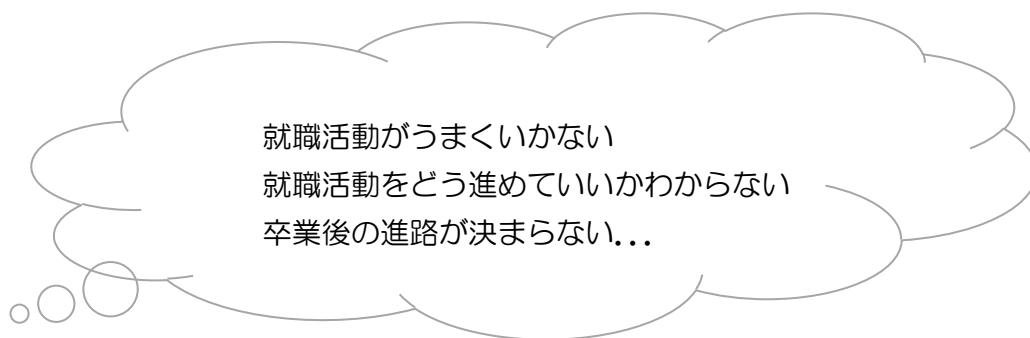 就職活動がうまくいかない
就職活動をどう進めていいかわからない
卒業後の進路が決まらない...